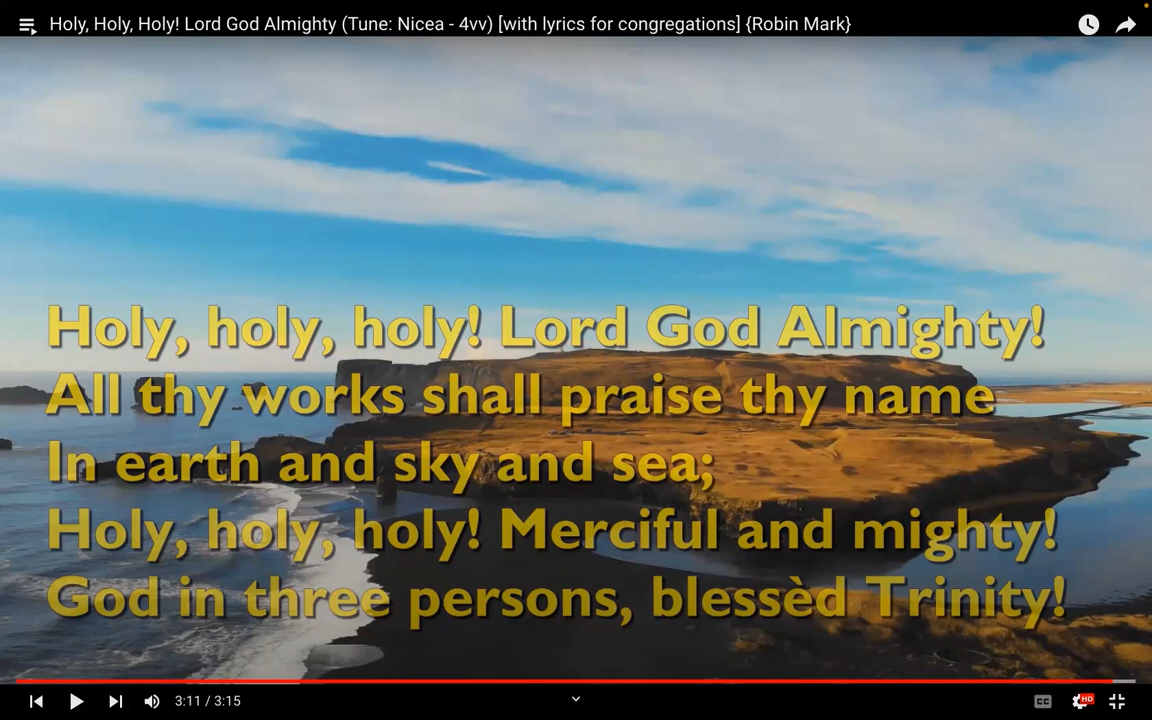 Holy, Holy, Holy! Lord God Almighty (Tune: Nicea - 4vv) [with lyrics for congregations] {Robin Mark}
Holy, holy, holy! Lord God Almighty!
All thy works shall praise thy name
In earth and sky and sea;
Holy, holy, holy! Merciful and mighty!
God in three persons, blessèd Trinity!
3:11 / 3:15
CC
HD